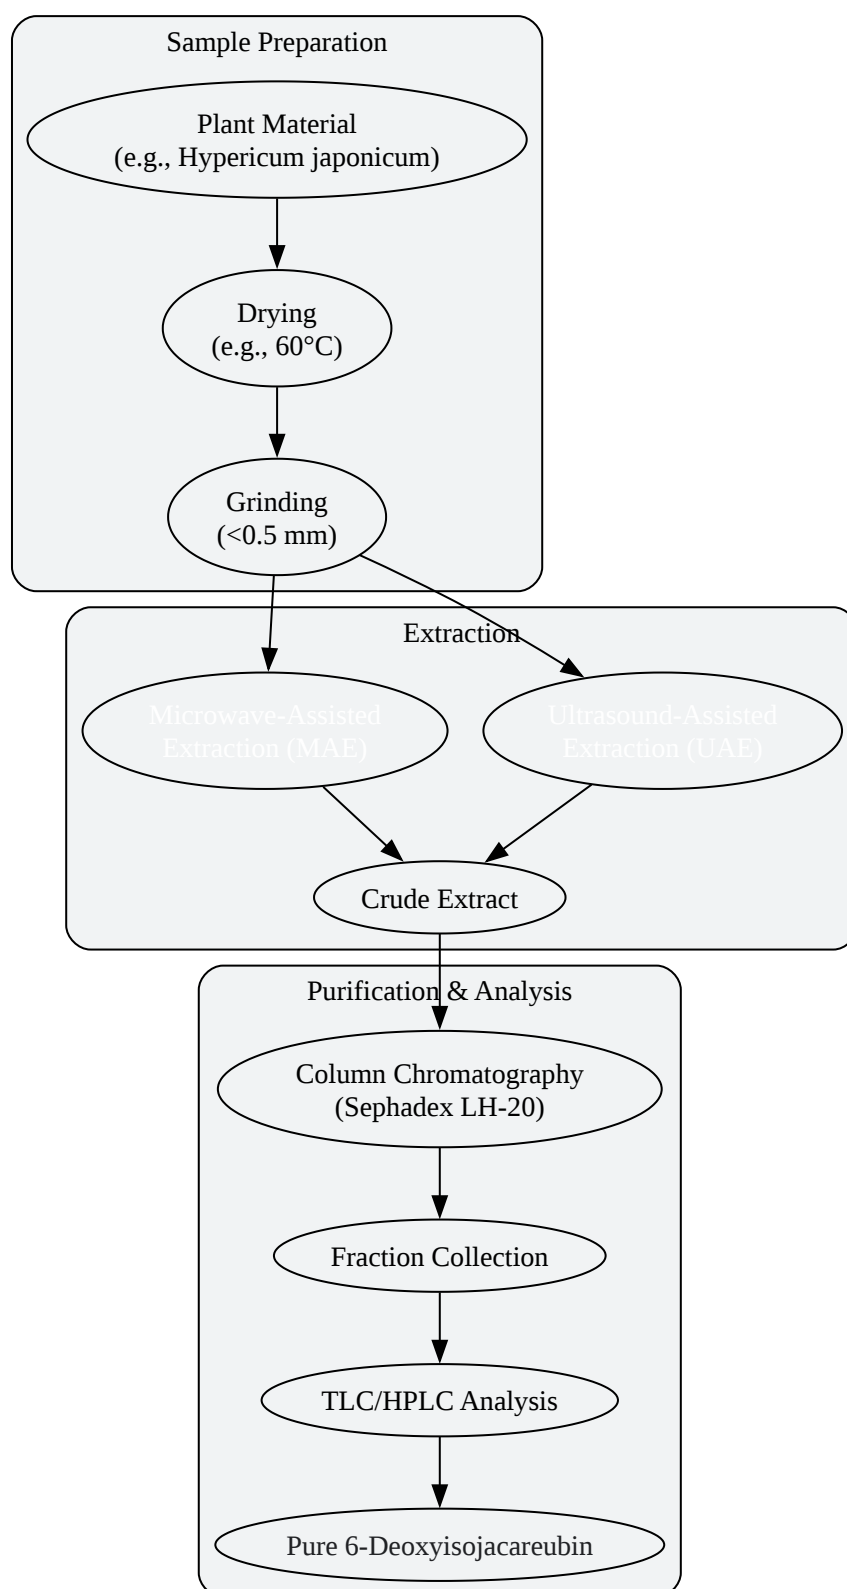 Sample Preparation
Plant Material
(e.g., Hypericum japonicum)
Drying
(e.g., 60°C)
Grinding
(<0.5 mm)
Extraction
Microwave-Assisted
Extraction (MAE)
Ultrasound-Assisted
Extraction (UAE)
Crude Extract
Purification & Analysis
Column Chromatography
(Sephadex LH-20)
Fraction Collection
TLC/HPLC Analysis
Pure 6-Deoxyisojacareubin